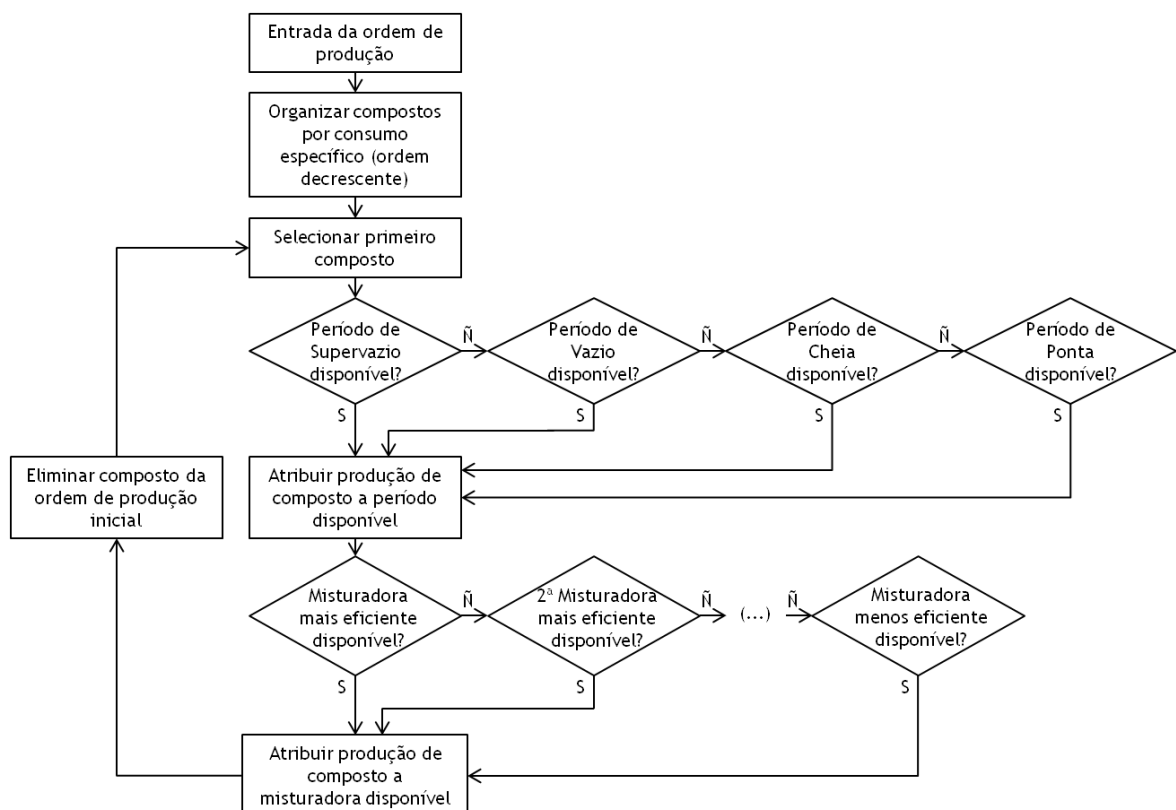 Entrada da ordem de
produção
Organizar compostos
por consumo
específico (ordem
decrescente)
Selecionar primeiro
composto
Período de
Supervazio
disponível?
Ñ
Período de
Vazio
disponível?
Ñ
Período de
Cheia
disponível?
Ñ
Período de
Ponta
disponível?
S
S
S
S
Eliminar composto da
ordem de produção
inicial
Atribuir produção de
composto a período
disponível
Misturadora
mais eficiente
disponível?
Ñ
2ª Misturadora
mais eficiente
disponível?
Ñ
(...)
Ñ
Misturadora
menos eficiente
disponível?
S
S
S
Atribuir produção de
composto a
misturadora disponível